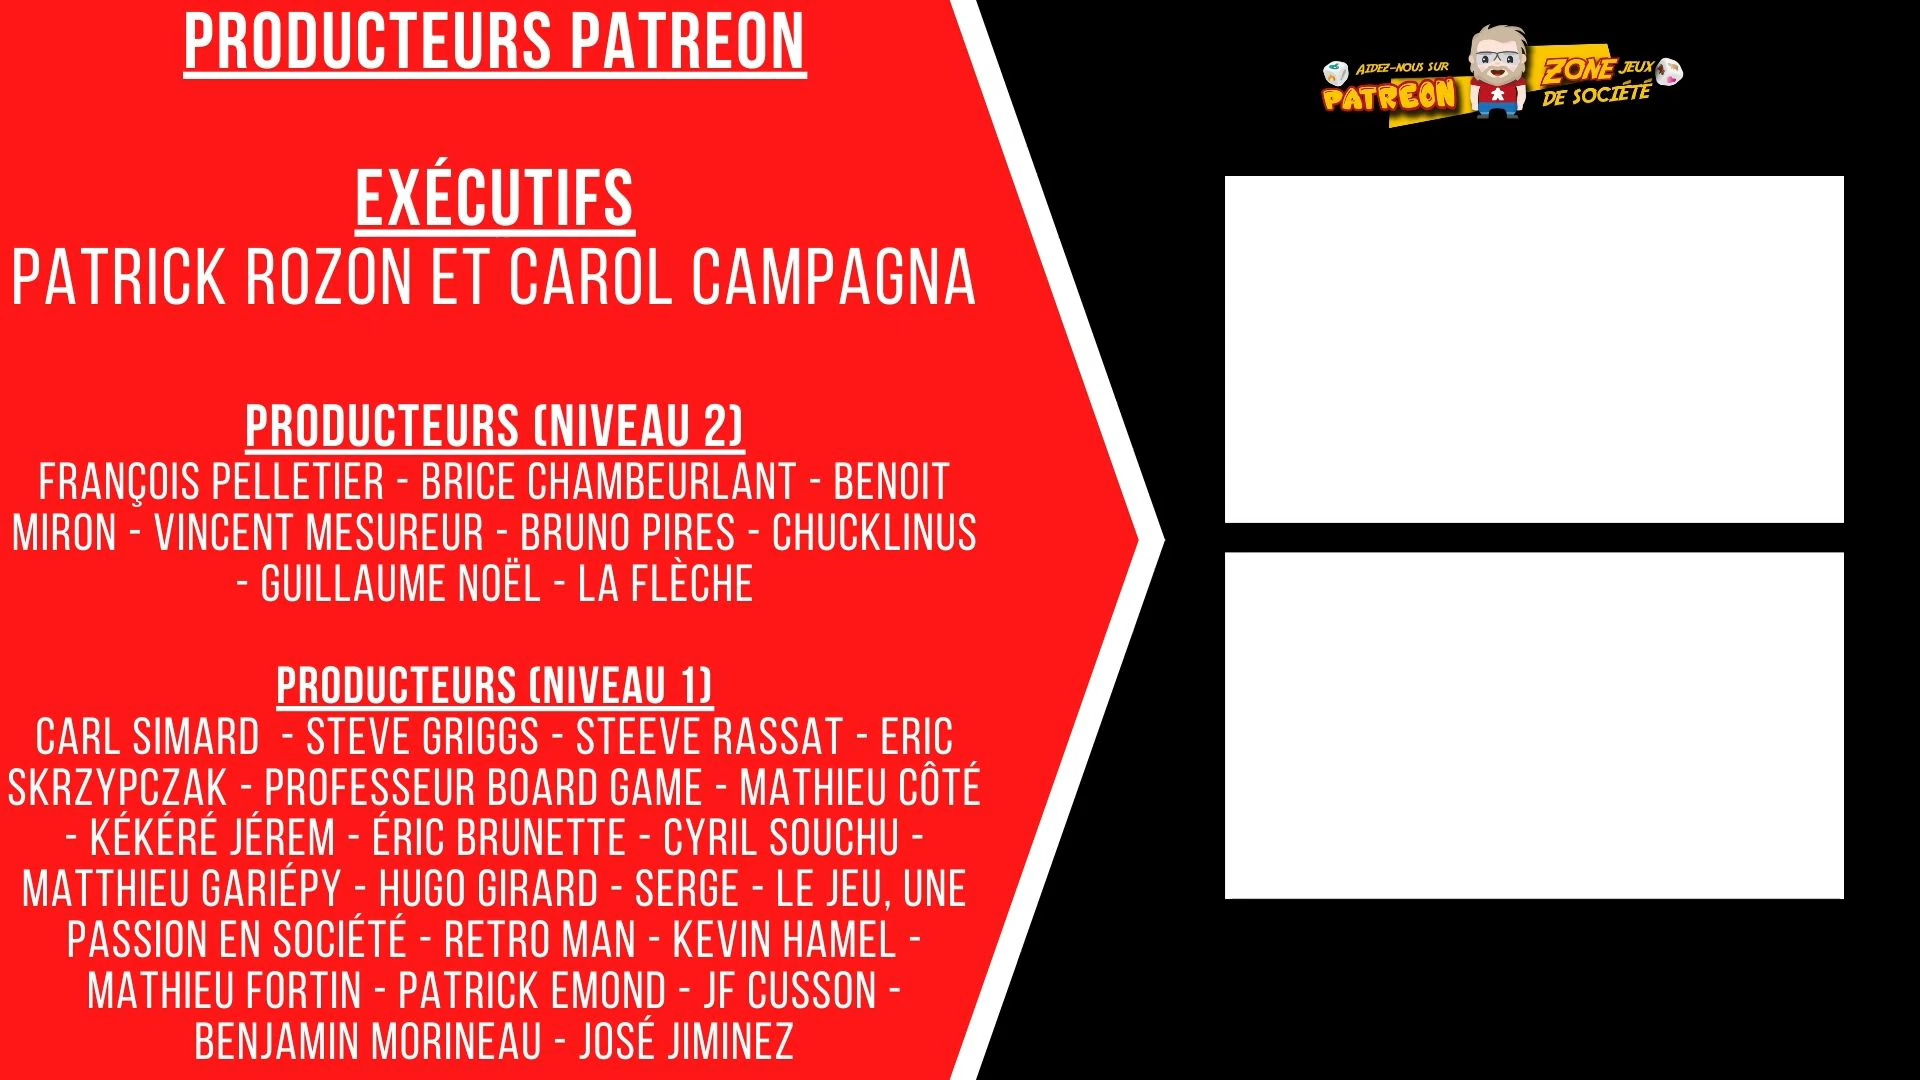 PRODUCTEURS PATREON
EXÉCUTIFS
PATRICK ROZON ET CAROL CAMPAGNA
PRODUCTEURS (NIVEAU 2)
FRANÇOIS PELLETIER - BRICE CHAMBEURLANT - BENOIT
MIRON - VINCENT MESUREUR - BRUNO PIRES - CHUCKLINUS
- GUILLAUME NOËL - LA FLÈCHE
PRODUCTEURS (NIVEAU 1)
CARL SIMARD - STEVE GRIGGS - STEEVE RASSAT - ERIC
SKRZYPCZAK - PROFESSEUR BOARD GAME - MATHIEU CÔTÉ
- KÉKÉRÉ JÉREM - ÉRIC BRUNETTE - CYRIL SOUCHU -
MATTHIEU GARIÉPY - HUGO GIRARD - SERGE - LE JEU, UNE
PASSION EN SOCIÉTÉ - RETRO MAN - KEVIN HAMEL -
MATHIEU FORTIN - PATRICK EMOND - JF CUSSON -
BENJAMIN MORINEAU - JOSÉ JIMINEZ
AIDEZ-NOUS SUR
PATREON
ZONE JEUX
DE SOCIÉTÉ